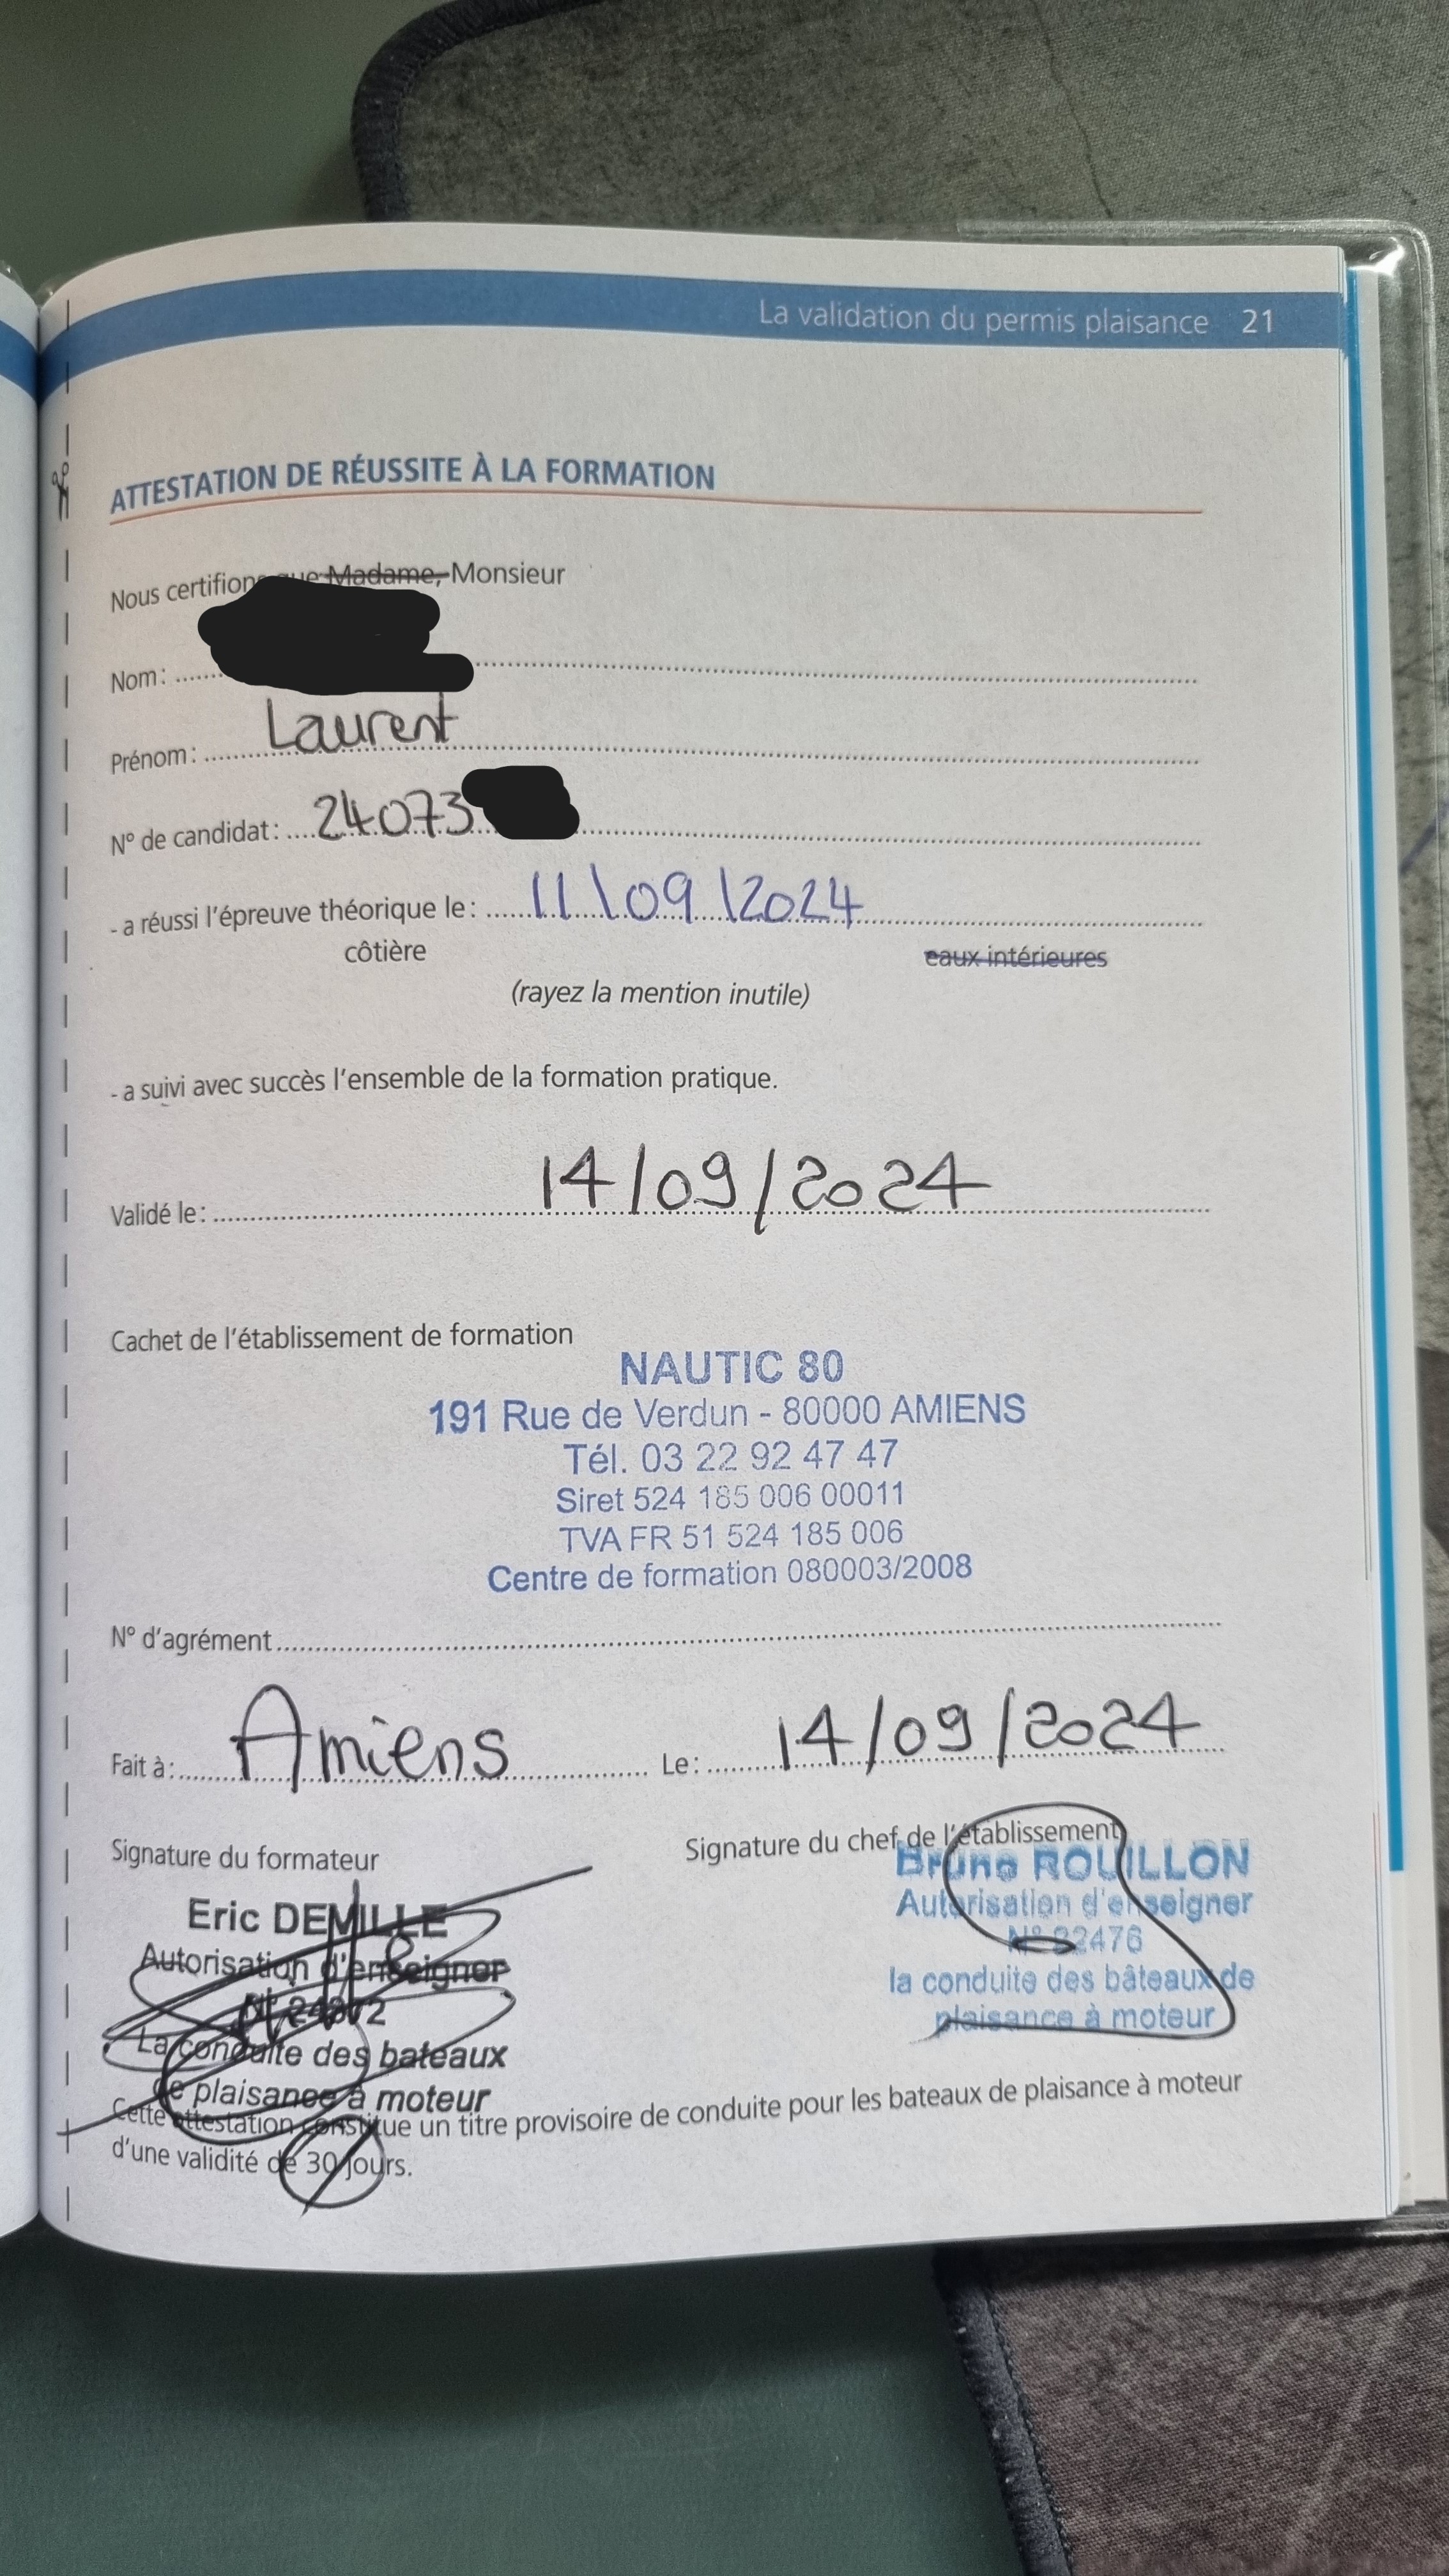 La validation du permis plaisance 21
ATTESTATION DE RÉUSSITE À LA FORMATION
Nous certifions que Madame, Monsieur
Nom :
Prénom : Laurent
N° de candidat : 24073
- a réussi l'épreuve théorique le : 11\09\2024
côtière eaux intérieures
(rayez la mention inutile)
- a suivi avec succès l'ensemble de la formation pratique.
Validé le : 14/09/2024
Cachet de l'établissement de formation
NAUTIC 80
191 Rue de Verdun - 80000 AMIENS
Tél. 03 22 92 47 47
Siret 524 185 006 00011
TVA FR 51 524 185 006
Centre de formation 080003/2008
N° d'agrément
Fait à : Amiens Le : 14/09/2024
Signature du formateur
Signature du chef de l'établissement
Eric DEMILLE
Autorisation d'enseigner
La conduite des bateaux
de plaisance à moteur
Bruno ROUILLON
Autorisation d'enseigner
N° 22476
la conduite des bâteaux de
plaisance à moteur
Cette attestation constitue un titre provisoire de conduite pour les bateaux de plaisance à moteur
d'une validité de 30 jours.